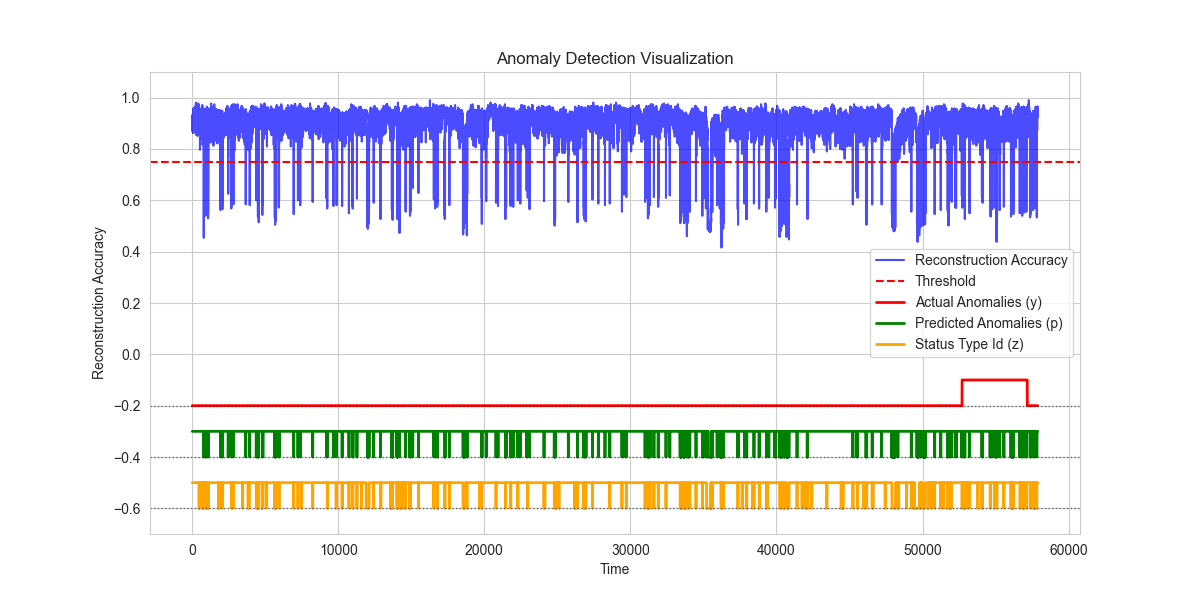 Anomaly Detection Visualization
Reconstruction Accuracy
1.0
0.8
0.6
0.4
0.2
0.0
−0.2
−0.4
−0.6
Reconstruction Accuracy
Threshold
Actual Anomalies (y)
Predicted Anomalies (p)
Status Type Id (z)
0 10000 20000 30000 40000 50000 60000
Time